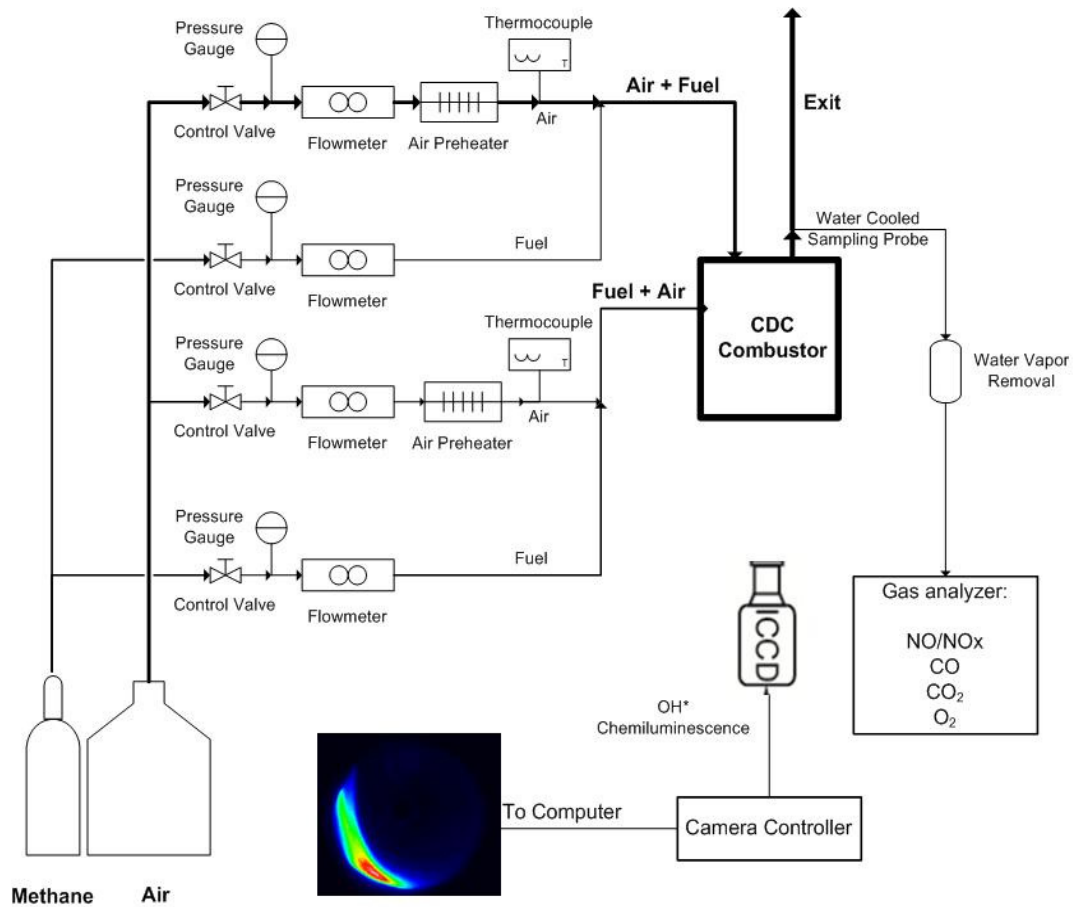 Pressure
Gauge
Thermocouple
T
Air + Fuel
Exit
Control Valve
Flowmeter
Air Preheater
Air
Pressure
Gauge
Water Cooled
Sampling Probe
Fuel
Control Valve
Flowmeter
Fuel + Air
Thermocouple
T
CDC
Combustor
Pressure
Gauge
Water Vapor
Removal
Control Valve
Flowmeter
Air Preheater
Air
Pressure
Gauge
Fuel
Control Valve
Flowmeter
Gas analyzer:
NO/NOx
CO
CO₂
O₂
ICCD
OH*
Chemiluminescence
To Computer
Camera Controller
Methane
Air